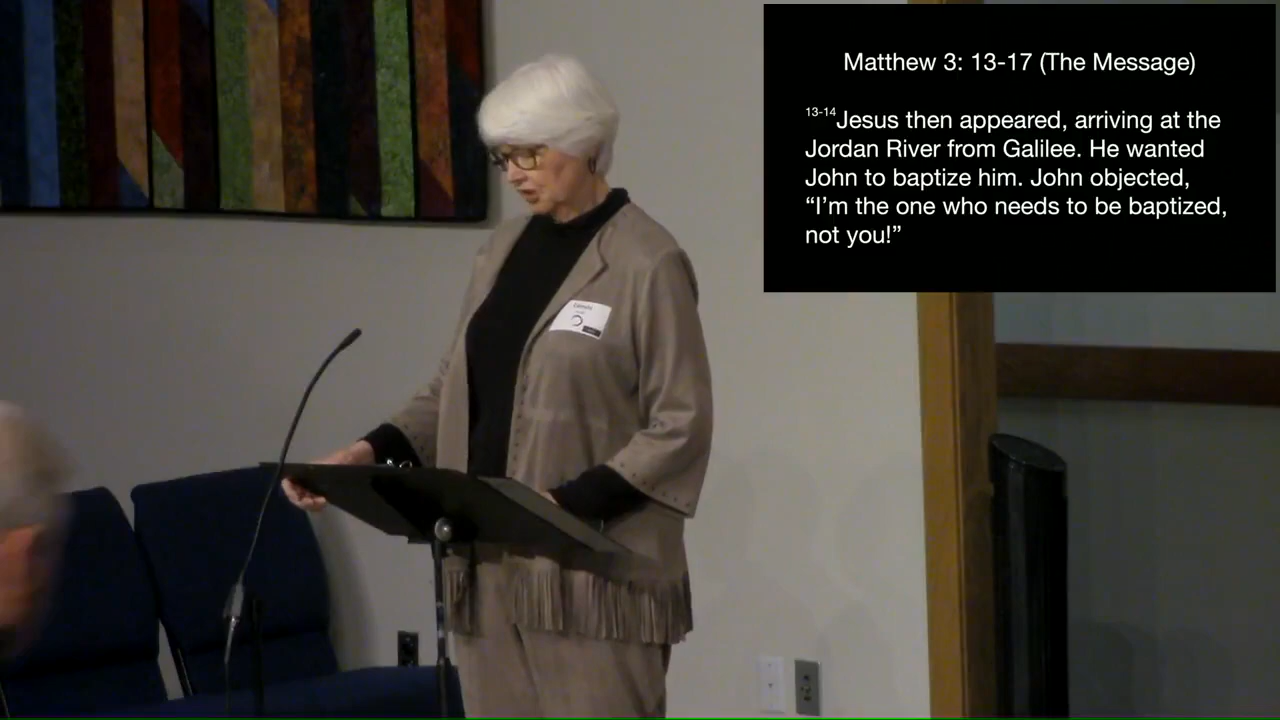 Matthew 3: 13-17 (The Message)
13-14Jesus then appeared, arriving at the
Jordan River from Galilee. He wanted
John to baptize him. John objected,
“I’m the one who needs to be baptized,
not you!”